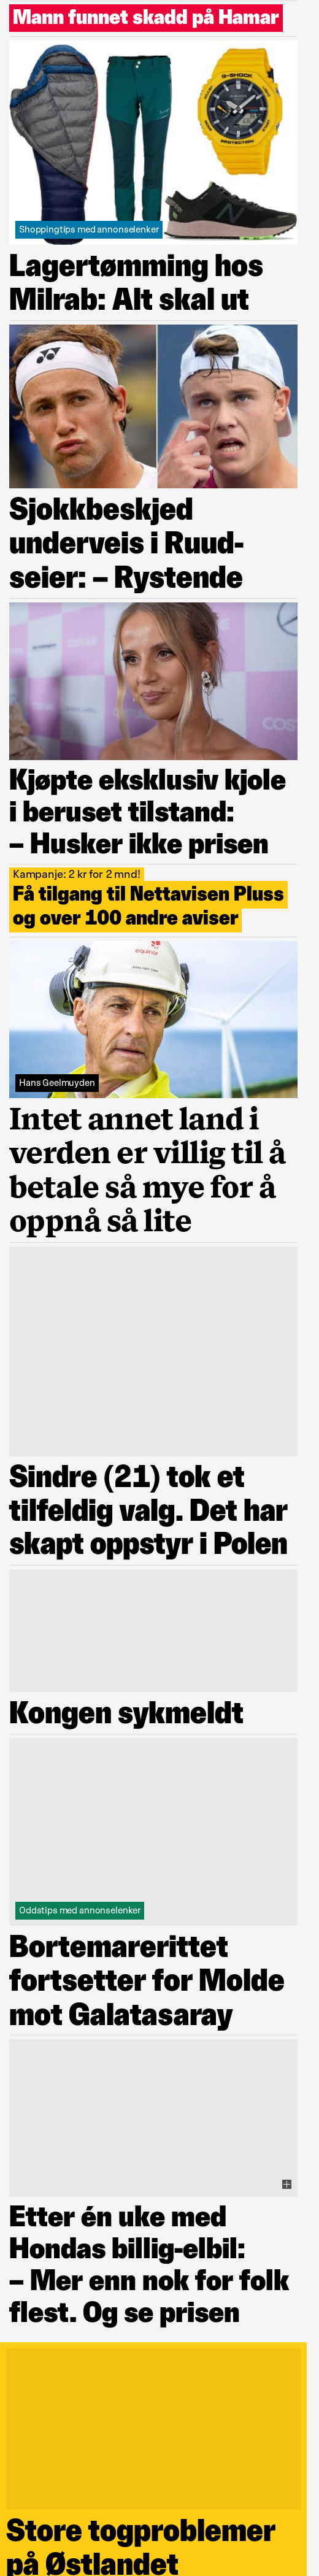 Mann funnet skadd på Hamar
G-SHOCK
PROTECTION
Shoppingtips med annonselenker
Lagertømming hos
Milrab: Alt skal ut
Sjokkbeskjed
underveis i Ruud-
seier: – Rystende
COS
Kjøpte eksklusiv kjole
i beruset tilstand:
– Husker ikke prisen
Kampanje: 2 kr for 2 mnd!
Få tilgang til Nettavisen Pluss
og over 100 andre aviser
equinor
Hans Geelmuyden
Intet annet land i
verden er villig til å
betale så mye for å
oppnå så lite
Sindre (21) tok et
tilfeldig valg. Det har
skapt oppstyr i Polen
Kongen sykmeldt
Oddstips med annonselenker
Bortemarerittet
fortsetter for Molde
mot Galatasaray
Etter én uke med
Hondas billig-elbil:
– Mer enn nok for folk
flest. Og se prisen
Store togproblemer
på Østlandet